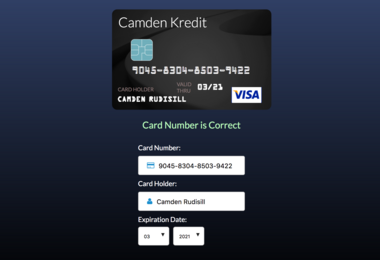 Camden Kredit
9045-8304-8503-9422
CARD HOLDER
VALID
THRU
03/21
CAMDEN RUDISILL
VISA
Card Number is Correct
Card Number:
9045-8304-8503-9422
Card Holder:
Camden Rudisill
Expiration Date:
03
2021